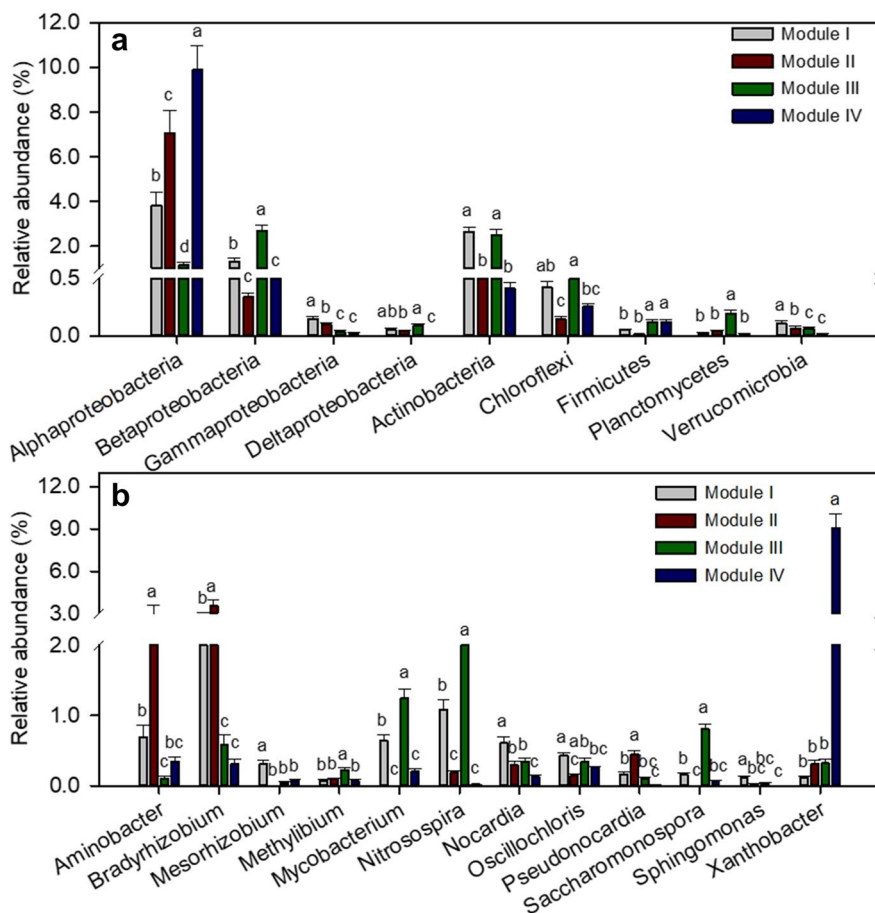 a
Relative abundance (%)
12.0
10.0
8.0
6.0
4.0
2.0
0.5
0.0
Module I
Module II
Module III
Module IV
b c d a
b c a c
a b c c
ab b a c
a b a b
ab c a bc
b b a a
b b a b
a b c c
Alphaproteobacteria
Betaproteobacteria
Gammaproteobacteria
Deltaproteobacteria
Actinobacteria
Chloroflexi
Firmicutes
Planctomycetes
Verrucomicrobia
b
Relative abundance (%)
12.0
9.0
6.0
3.0
2.0
1.0
0.0
Module I
Module II
Module III
Module IV
b a c bc
b a c c
a b b b
b b a b
b c a c
b c a c
a b b c
a c ab bc
b a b c
b c a bc
a bc bc c
b b b a
Aminobacter
Bradyrhizobium
Mesorhizobium
Methylibium
Mycobacterium
Nitrosospira
Nocardia
Oscillochloris
Pseudonocardia
Saccharomonospora
Sphingomonas
Xanthobacter